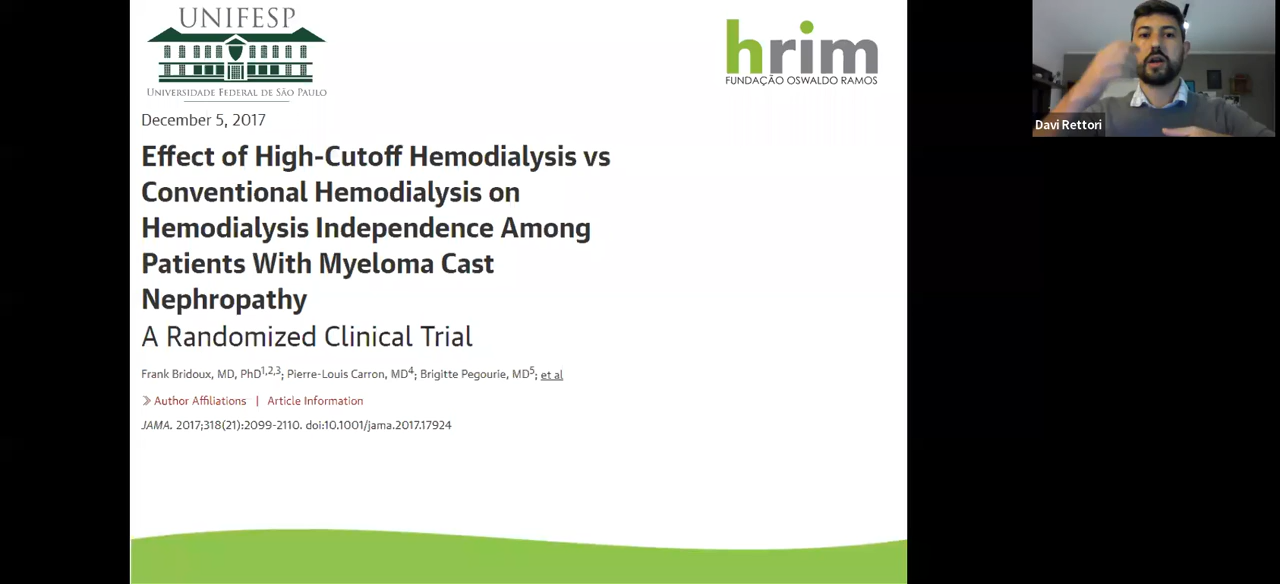 UNIFESP
UNIVERSIDADE FEDERAL DE SÃO PAULO
hrim
FUNDAÇÃO OSWALDO RAMOS
Davi Rettori
December 5, 2017
Effect of High-Cutoff Hemodialysis vs
Conventional Hemodialysis on
Hemodialysis Independence Among
Patients With Myeloma Cast
Nephropathy
A Randomized Clinical Trial
Frank Bridoux, MD, PhD1,2,3; Pierre-Louis Carron, MD4; Brigitte Pegourie, MD5; et al
» Author Affiliations | Article Information
JAMA. 2017;318(21):2099-2110. doi:10.1001/jama.2017.17924